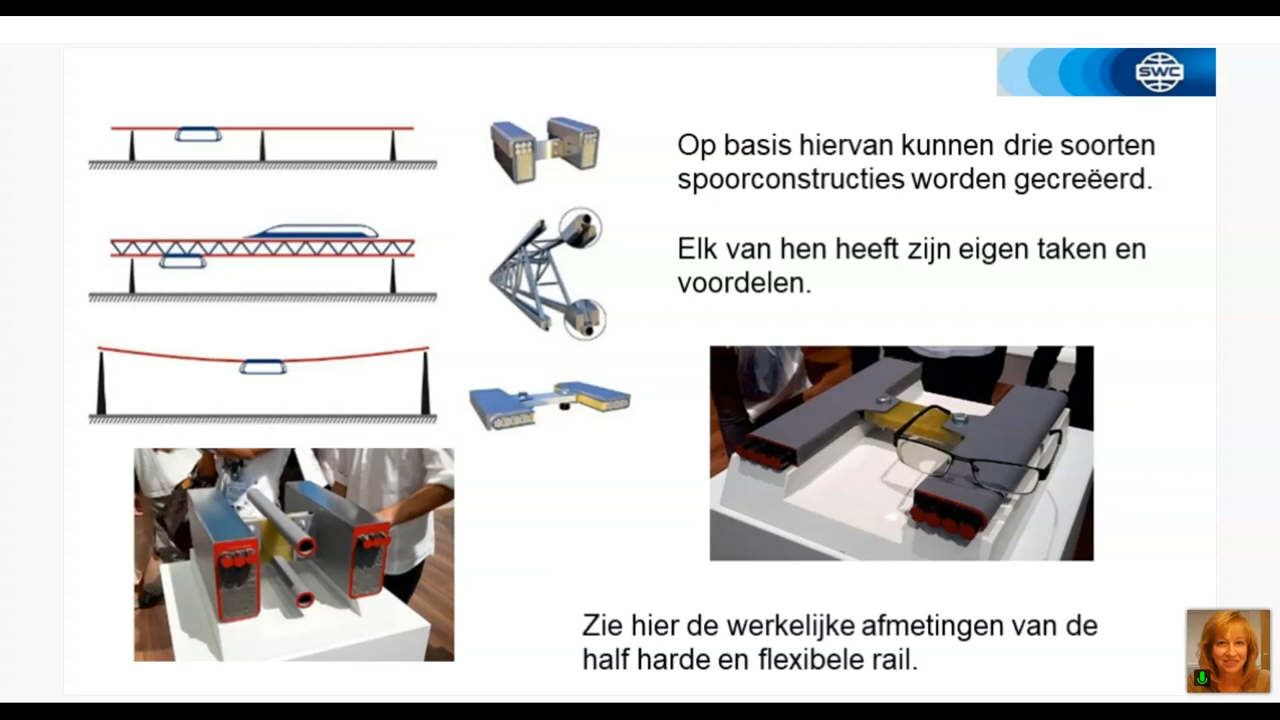 SWC
Op basis hiervan kunnen drie soorten
spoorconstructies worden gecreëerd.
Elk van hen heeft zijn eigen taken en
voordelen.
Zie hier de werkelijke afmetingen van de
half harde en flexibele rail.